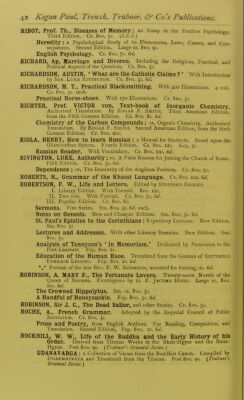 42 Kegan Paul, Trench, Trübner, & Co.'s Publications.
RIBOT, Prof. Th., Diseases of Memory; an Essay in the Positive Psychology.
Third Edition. Cr. 8vo. 5s.
Heredity: a Psychological Study of its Phenomena, Laws, Causes, and Con-
sequences. Second Edition. Large cr. 8vo. 9s.
English Psychology. Cr. 8vo.
RICHARD, Ap, Marriage and Divorce. Including the Religious, Practical, and
Political Aspects of the Question. Cr. 8vo. 5s.
RICHARDSON, AUSTIN, 'What are the Catholic Claims?' With Introduction
by Rev. LUKE RIVINGTON. Cr. 8vo.
RICHARDSON, M. T., Practical Blacksmithing. With 400 Illustrations. 4 vols.
Cr. 8vo. 5s. each.
Practical Horse-shoer. With 170 Illustrations. Cr. 8vo. 5s.
RICHTER, Prof. VICTOR von, Text-book of Inorganic Chemistry.
Authorised Translation. By EDGAR F. SMITH. Third American Edition,
from the Fifth German Edition. Cr. 8vo.
Chemistry of the Carbon Compounds; or, Organic Chemistry. Authorised
Translation. By EDGAR F. SMITH. Second American Edition, from the Sixth
German Edition. Cr. 8vo. 20s.
RIOLA, HENRY, How to learn Russian: a Manual for Students. Based upon the
Ollendorffian System. Fourth Edition. Cr. 8vo. 12s. Key, 5s.
Russian Reader. With Vocabulary. Cr. 8vo. 10s. 6d.
RIVINGTON, LUKE, Authority; or, A Plain Reason for Joining the Church of Rome.
Fifth Edition. Cr. 8vo.
Dependence; or, The Insecurity of the Anglican Position. Cr. 8vo. 5s.
ROBERTS, H., Grammar of the Khassi Language. Cr. 8vo. 10s. 6d.
ROBERTSON, F. W., Life and Letters. Edited by STOPFORD BROOKE.
I. Library Edition. With Portrait. 8vo. 12s.
II. Two vols. With Portrait. Cr. 8vo. 7s. 6d.
III. Popular Edition. Cr. 8vo. 6s.
Sermons. Five Series. Sm. 8vo. 3s. 6d. each.
Notes on Genesis. New and Cheaper Edition. Sm. 8vo. 3s. 6d.
St. Paul's Epistles to the Corinthians: Expository Lectures. New Edition.
Sm. 8vo. 5s.
Lectures and Addresses. With other Literary Remains. New Edition. Sm.
8vo. 5s.
Analysis of Tennyson's 'In Memoriam.' Dedicated by Permission to the
Poet-Laureate. Fcp. 8vo. 2s.
Education of the Human Race. Translated from the German of GOTTHOLD
EPHRAIM LESSING. Fcp. 8vo. 2s. 6d.
*** Portrait of the late Rev. F. W. Robertson, mounted for framing, 2s. 6d.
ROBINSON, A. MARY F., The Fortunate Lovers. Twenty-seven Novels of the
Queen of Navarre. Frontispiece by G. P. JACOMB HOOD. Large cr. 8vo.
10s. 6d.
The Crowned Hippolytus. Sm. cr. 8vo. 5s.
A Handful of Honeysuckle. Fcp. 8vo. 3s. 6d.
ROBINSON, Sir J. C., The Dead Sailor, and other Stories. Cr. 8vo. 5s.
ROCHE, A., French Grammar. Adopted by the Imperial Council of Public
Instruction. Cr. 8vo. 3s.
Prose and Poetry, from English Authors. For Reading, Composition, and
Translation. Second Edition, Fcp. 8vo. 2s. 6d.
ROCKHILL, W. W., Life of the Buddha and the Early History of his
Order. Derived from Tibetan Works in the Bkah-Hgyur and the Bstan-
Hgyur. Post 8vo. (Trübner's Oriental Series.)
UDANAVARGA: a Collection of Verses from the Buddhist Canon. Compiled by
DHARMATRATA and Translated from the Tibetan. Post 8vo. 9s. (Trübner's
Oriental Series.)